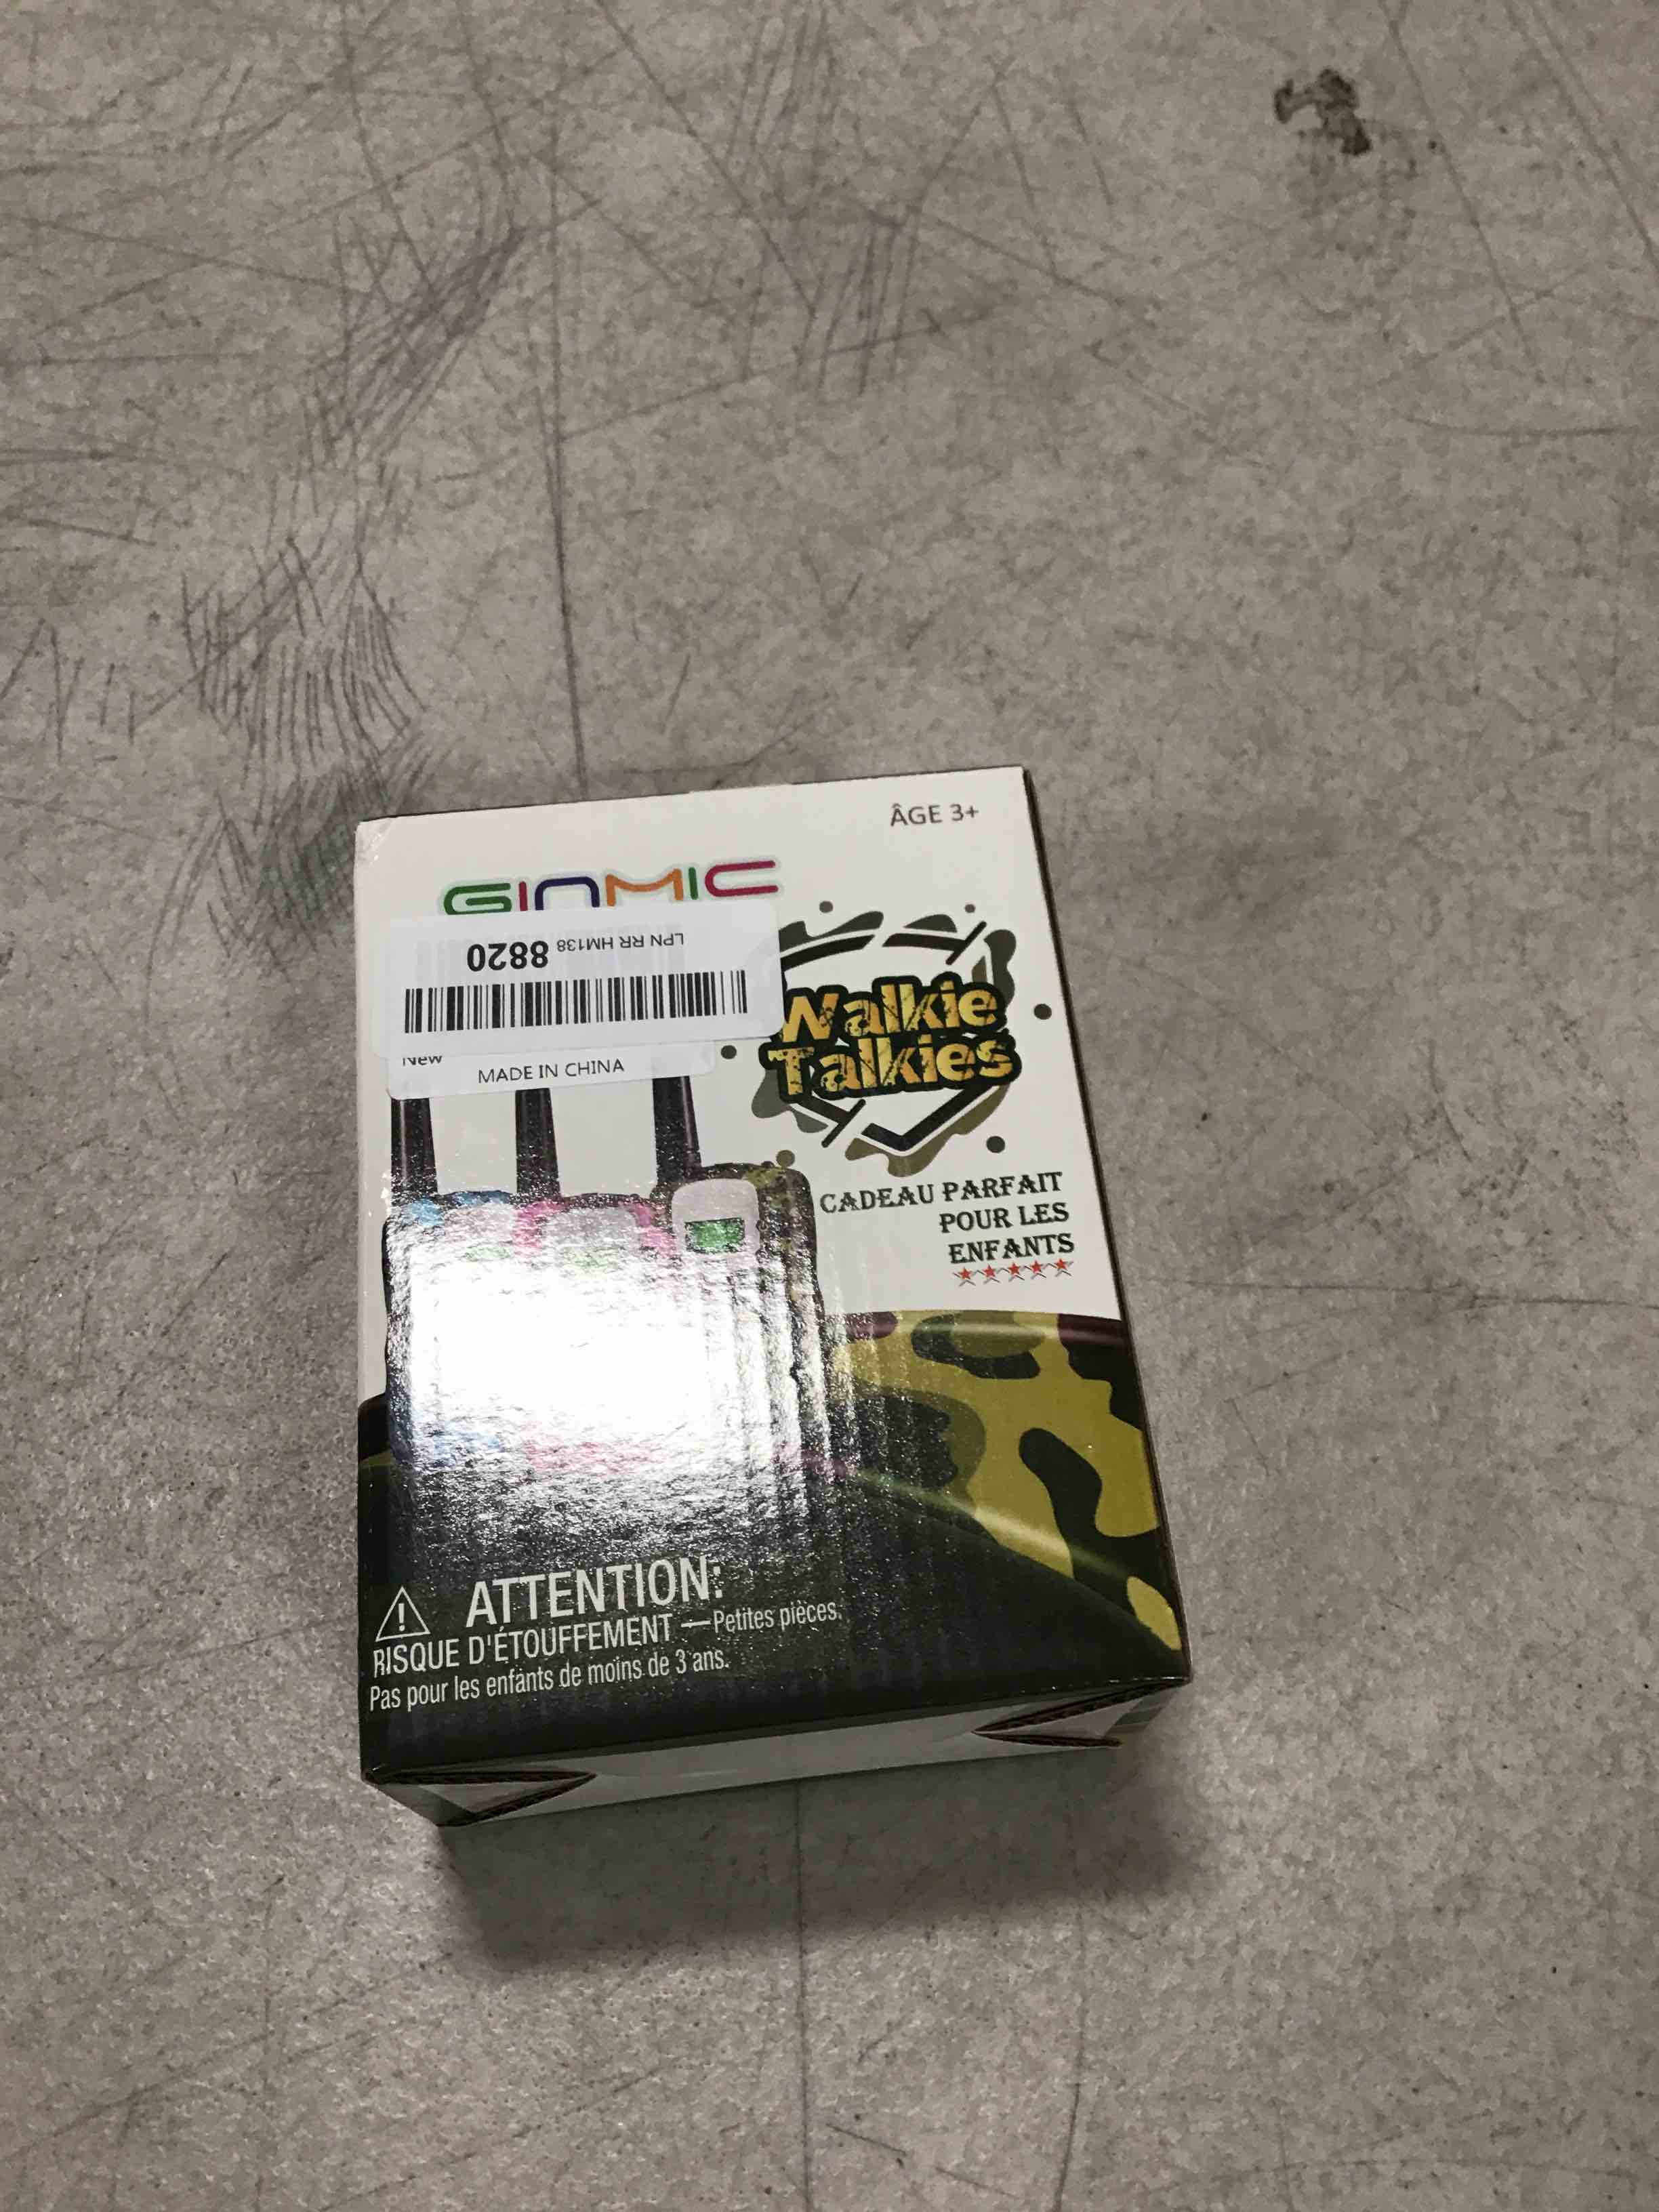 ÂGE 3+
GINMIC
LPN RR HM138 8820
New
MADE IN CHINA
Walkie
Talkies
CADEAU PARFAIT
POUR LES
ENFANTS
ATTENTION:
RISQUE D'ÉTOUFFEMENT —Petites pièces.
Pas pour les enfants de moins de 3 ans.